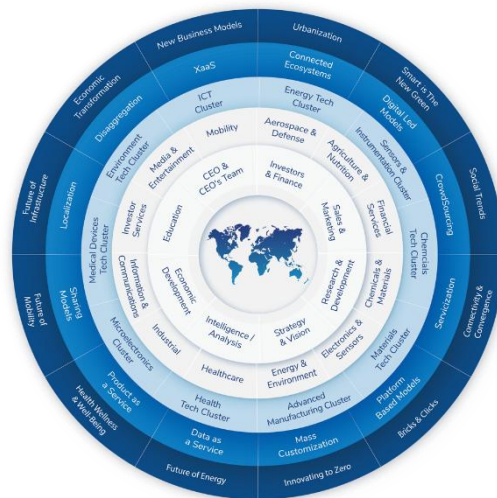 New Business Models
Urbanization
Smart is The
New Green
Social Trends
Connectivity &
Convergence
Bricks & Clicks
Innovating to Zero
Future of Energy
Health Wellness
& Well-Being
Future of
Mobility
Future of
Infrastructure
Economic
Transformation
XaaS
Connected
Ecosystems
Digital Led
Models
CrowdSourcing
Servicization
Platform
Based Models
Mass
Customization
Data as
a Service
Product as
a Service
Sharing
Models
Localization
Disaggregation
ICT
Cluster
Energy Tech
Cluster
Sensors &
Instrumentation Cluster
Chemcials
Tech Cluster
Materials
Tech Cluster
Advanced
Manufacturing Cluster
Health
Tech Cluster
Microelectronics
Cluster
Medical Devices
Tech Cluster
Environment
Tech Cluster
Mobility
Aerospace &
Defense
Agriculture &
Nutrition
Financial
Services
Chemicals &
Materials
Electronics &
Sensors
Energy &
Environment
Healthcare
Industrial
Information &
Communications
Investor
Services
Media &
Entertainment
CEO &
CEO's Team
Investors
& Finance
Sales &
Marketing
Research &
Development
Strategy
& Vision
Intelligence /
Analysis
Economic
Development
Education